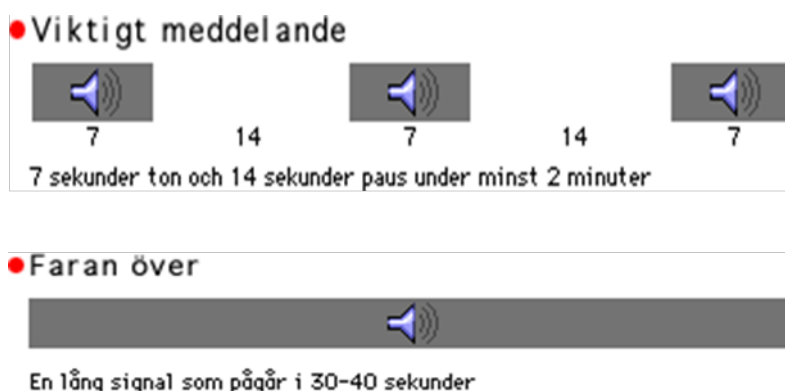 Viktigt meddelande
7 14 7 14 7
7 sekunder ton och 14 sekunder paus under minst 2 minuter
Faran över
En lång signal som pågår i 30-40 sekunder